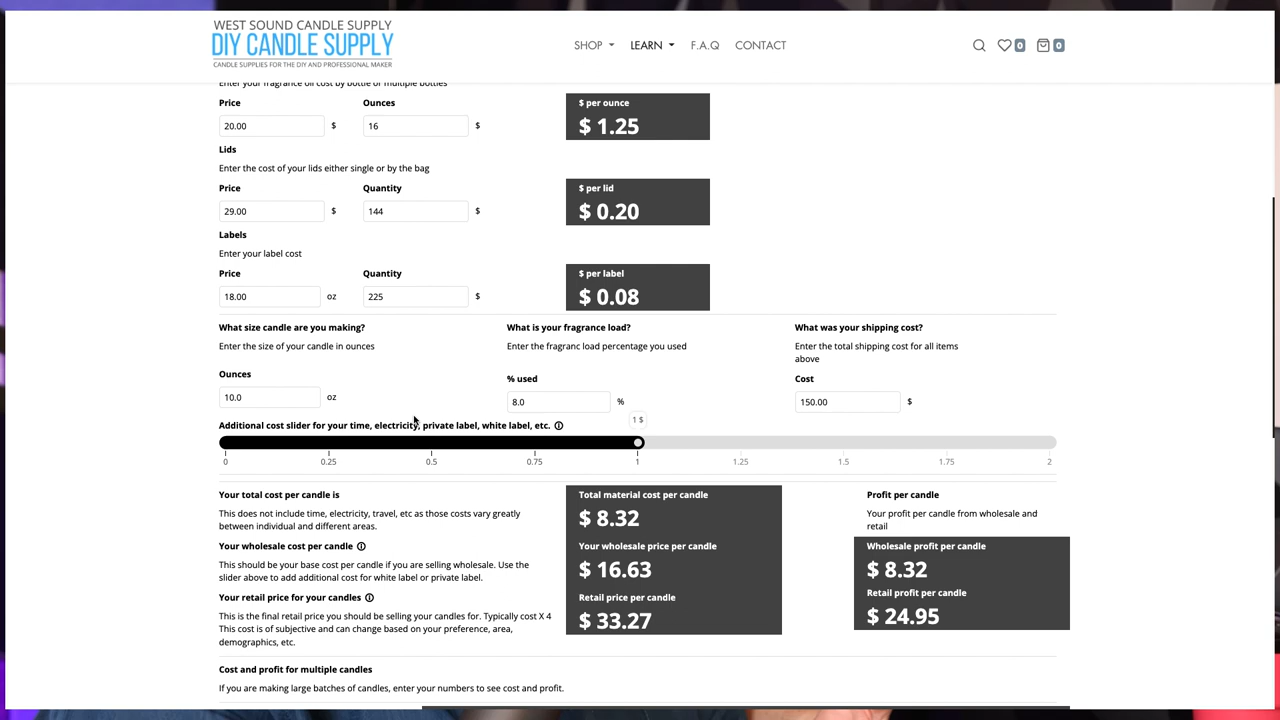 WEST SOUND CANDLE SUPPLY
DIY CANDLE SUPPLY
CANDLE SUPPLIES FOR THE DIY AND PROFESSIONAL MAKER
SHOP LEARN F.A.Q CONTACT 0 0
Enter your fragrance oil cost by bottle or multiple bottles
Price Ounces $ per ounce
20.00 $ 16 $ $ 1.25
Lids
Enter the cost of your lids either single or by the bag
Price Quantity $ per lid
29.00 $ 144 $ $ 0.20
Labels
Enter your label cost
Price Quantity $ per label
18.00 oz 225 $ $ 0.08
What size candle are you making? What is your fragrance load? What was your shipping cost?
Enter the size of your candle in ounces Enter the fragranc load percentage you used Enter the total shipping cost for all items
above
Ounces % used Cost
10.0 oz 8.0 % 150.00 $
1 $
Additional cost slider for your time, electricity, private label, white label, etc.
0 0.25 0.5 0.75 1 1.25 1.5 1.75 2
Your total cost per candle is Total material cost per candle Profit per candle
This does not include time, electricity, travel, etc as those costs vary greatly $ 8.32 Your profit per candle from wholesale and
between individual and different areas. retail
Your wholesale cost per candle Your wholesale price per candle Wholesale profit per candle
This should be your base cost per candle if you are selling wholesale. Use the $ 16.63 $ 8.32
slider above to add additional cost for white label or private label.
Your retail price for your candles Retail price per candle Retail profit per candle
This is the final retail price you should be selling your candles for. Typically cost X 4 $ 33.27 $ 24.95
This cost is of subjective and can change based on your preference, area,
demographics, etc.
Cost and profit for multiple candles
If you are making large batches of candles, enter your numbers to see cost and profit.